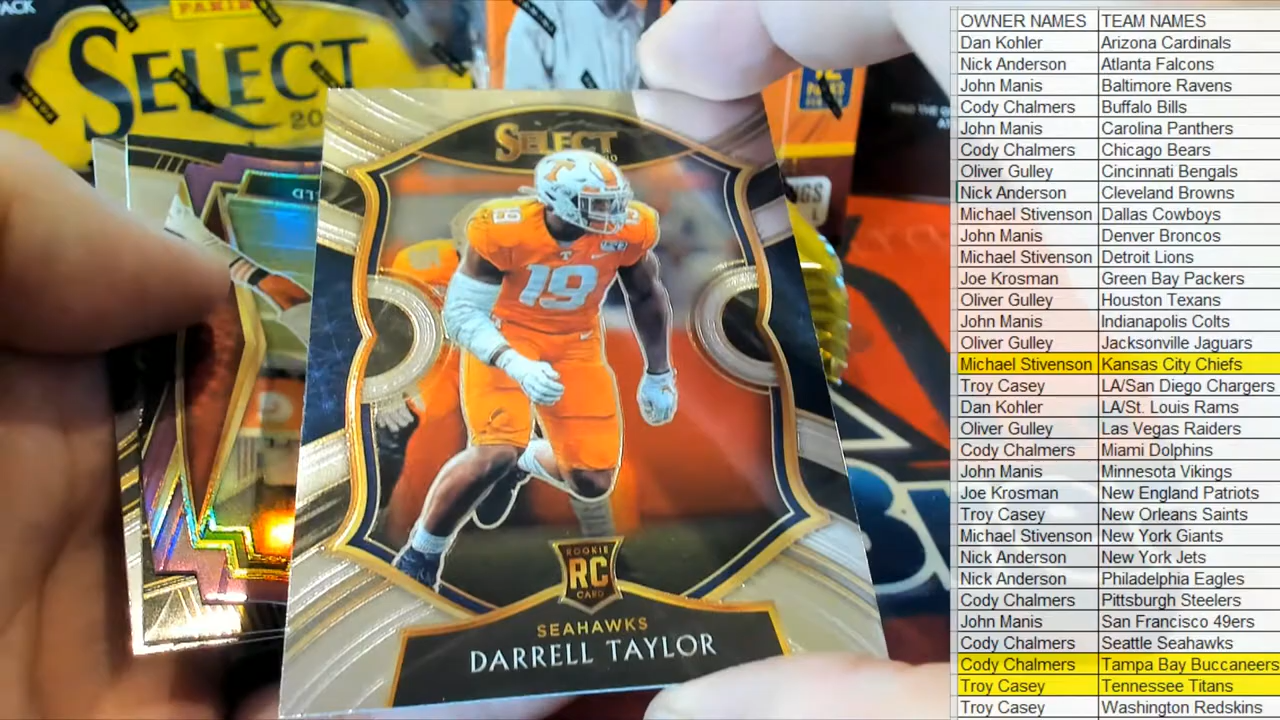 PACK
PANINI
SELECT
20
SELECT
19
T
RC
ROOKIE
CARD
SEAHAWKS
DARRELL TAYLOR
OWNER NAMES TEAM NAMES
Dan Kohler Arizona Cardinals
Nick Anderson Atlanta Falcons
John Manis Baltimore Ravens
Cody Chalmers Buffalo Bills
John Manis Carolina Panthers
Cody Chalmers Chicago Bears
Oliver Gulley Cincinnati Bengals
Nick Anderson Cleveland Browns
Michael Stivenson Dallas Cowboys
John Manis Denver Broncos
Michael Stivenson Detroit Lions
Joe Krosman Green Bay Packers
Oliver Gulley Houston Texans
John Manis Indianapolis Colts
Oliver Gulley Jacksonville Jaguars
Michael Stivenson Kansas City Chiefs
Troy Casey LA/San Diego Chargers
Dan Kohler LA/St. Louis Rams
Oliver Gulley Las Vegas Raiders
Cody Chalmers Miami Dolphins
John Manis Minnesota Vikings
Joe Krosman New England Patriots
Troy Casey New Orleans Saints
Michael Stivenson New York Giants
Nick Anderson New York Jets
Nick Anderson Philadelphia Eagles
Cody Chalmers Pittsburgh Steelers
John Manis San Francisco 49ers
Cody Chalmers Seattle Seahawks
Cody Chalmers Tampa Bay Buccaneers
Troy Casey Tennessee Titans
Troy Casey Washington Redskins